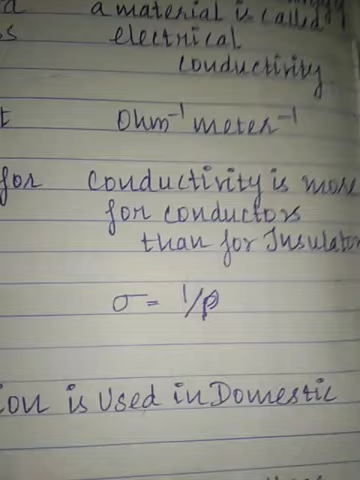 a material is called
electrical
conductivity.
Ohm⁻¹ meter⁻¹
for conductivity is more
for conductors
than for Insulator
σ = 1/ρ
ion is used in Domestic